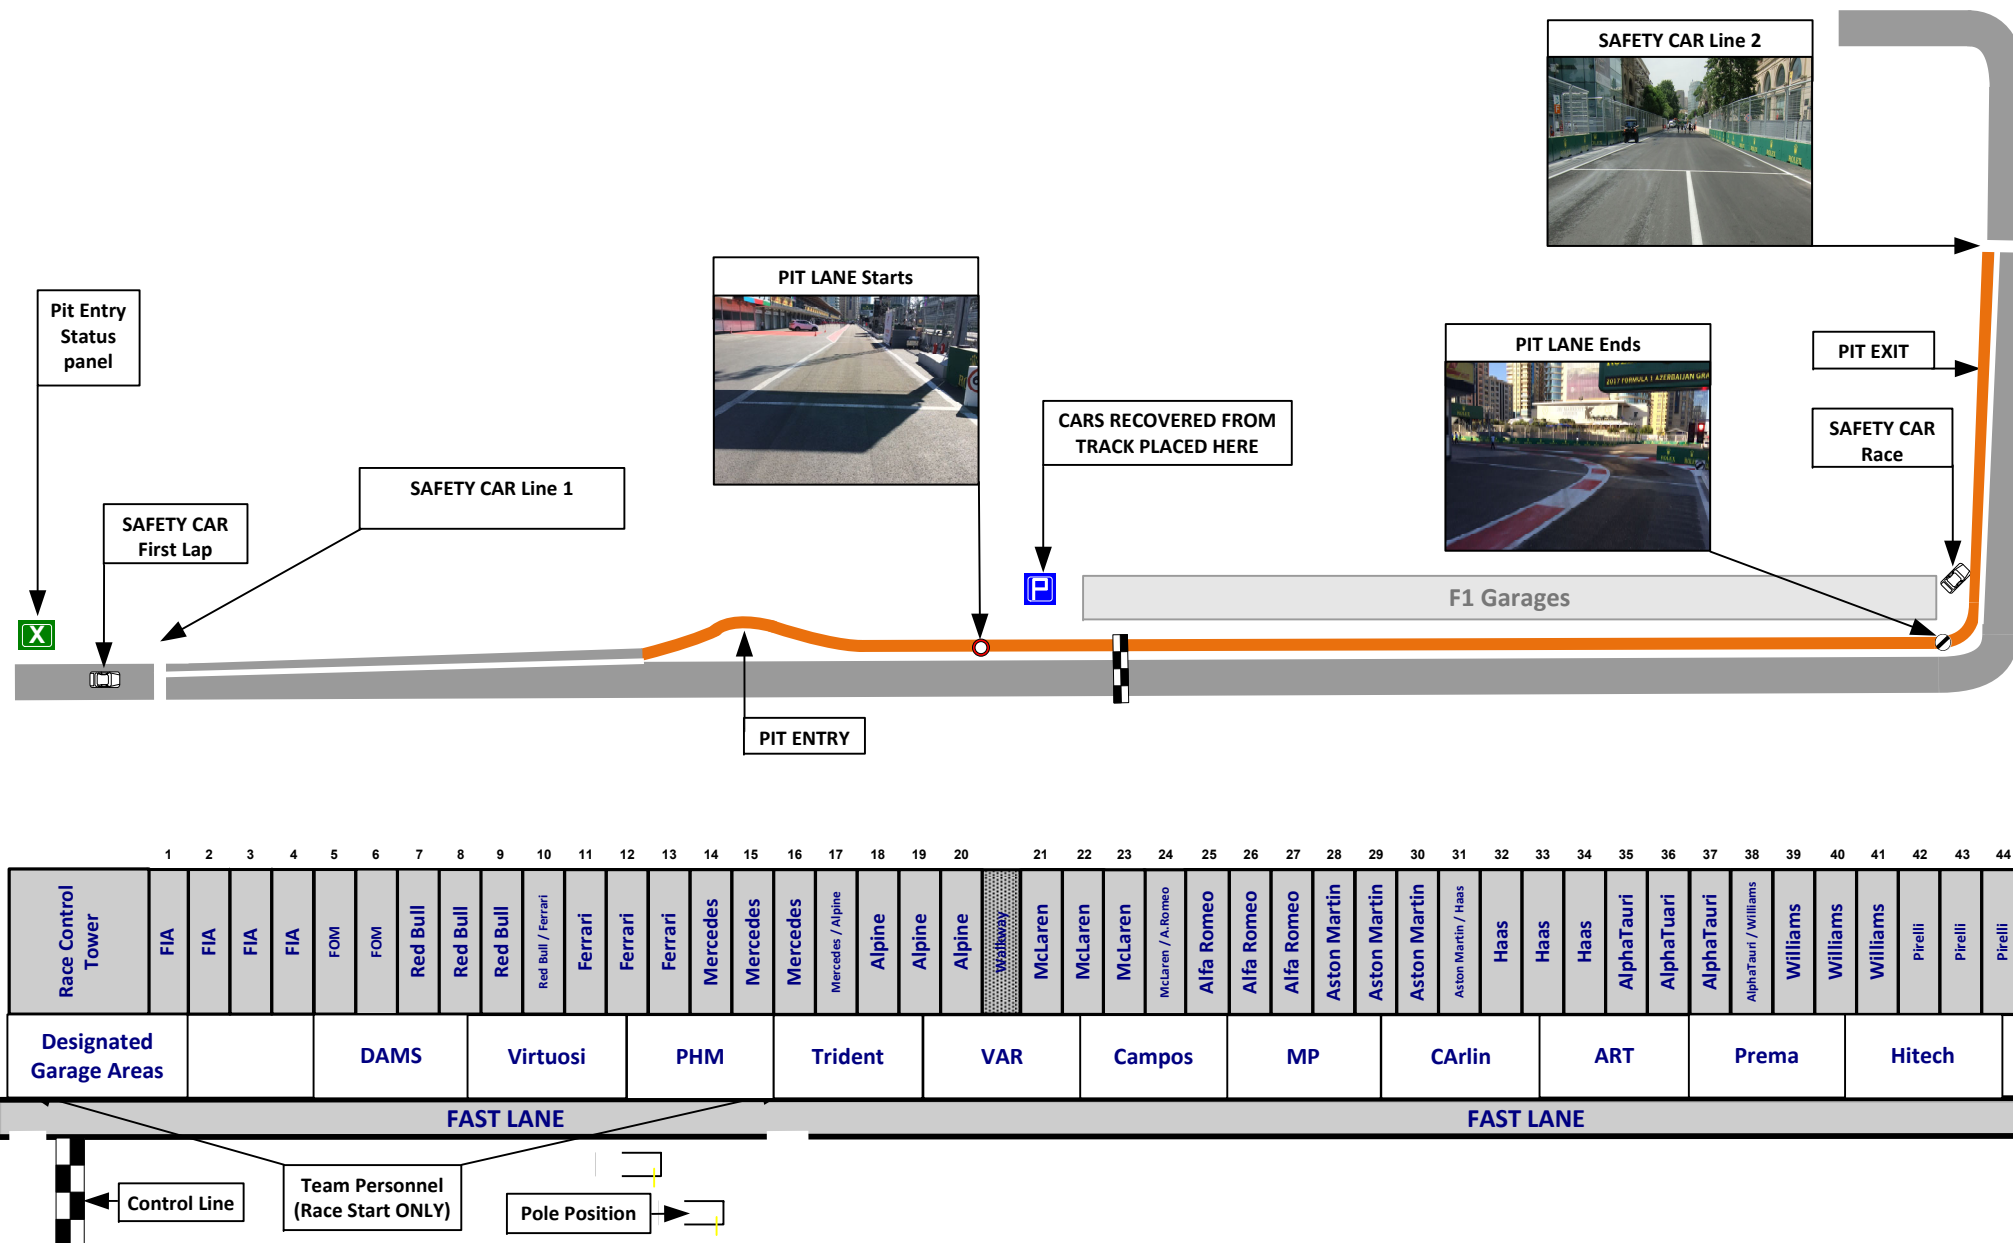 SAFETY CAR Line 2
PIT LANE Starts
Pit Entry
Status
panel
PIT LANE Ends
2017 FORMULA 1 AZERBAIJAN GRA
ROLEX
PIT EXIT
CARS RECOVERED FROM
TRACK PLACED HERE
SAFETY CAR
Race
SAFETY CAR Line 1
SAFETY CAR
First Lap
P
F1 Garages
X
PIT ENTRY
1 2 3 4 5 6 7 8 9 10 11 12 13 14 15 16 17 18 19 20 21 22 23 24 25 26 27 28 29 30 31 32 33 34 35 36 37 38 39 40 41 42 43 44
Race Control
Tower
FIA
FIA
FIA
FIA
FOM
FOM
Red Bull
Red Bull
Red Bull
Red Bull / Ferrari
Ferrari
Ferrari
Ferrari
Mercedes
Mercedes
Mercedes
Mercedes / Alpine
Alpine
Alpine
Alpine
Walkway
McLaren
McLaren
McLaren
McLaren / A.Romeo
Alfa Romeo
Alfa Romeo
Alfa Romeo
Aston Martin
Aston Martin
Aston Martin
Aston Martin / Haas
Haas
Haas
Haas
AlphaTauri
AlphaTuari
AlphaTauri
AlphaTauri / Williams
Williams
Williams
Williams
Pirelli
Pirelli
Pirelli
Designated
Garage Areas
DAMS
Virtuosi
PHM
Trident
VAR
Campos
MP
CArlin
ART
Prema
Hitech
FAST LANE FAST LANE
Team Personnel
(Race Start ONLY)
Control Line
Pole Position